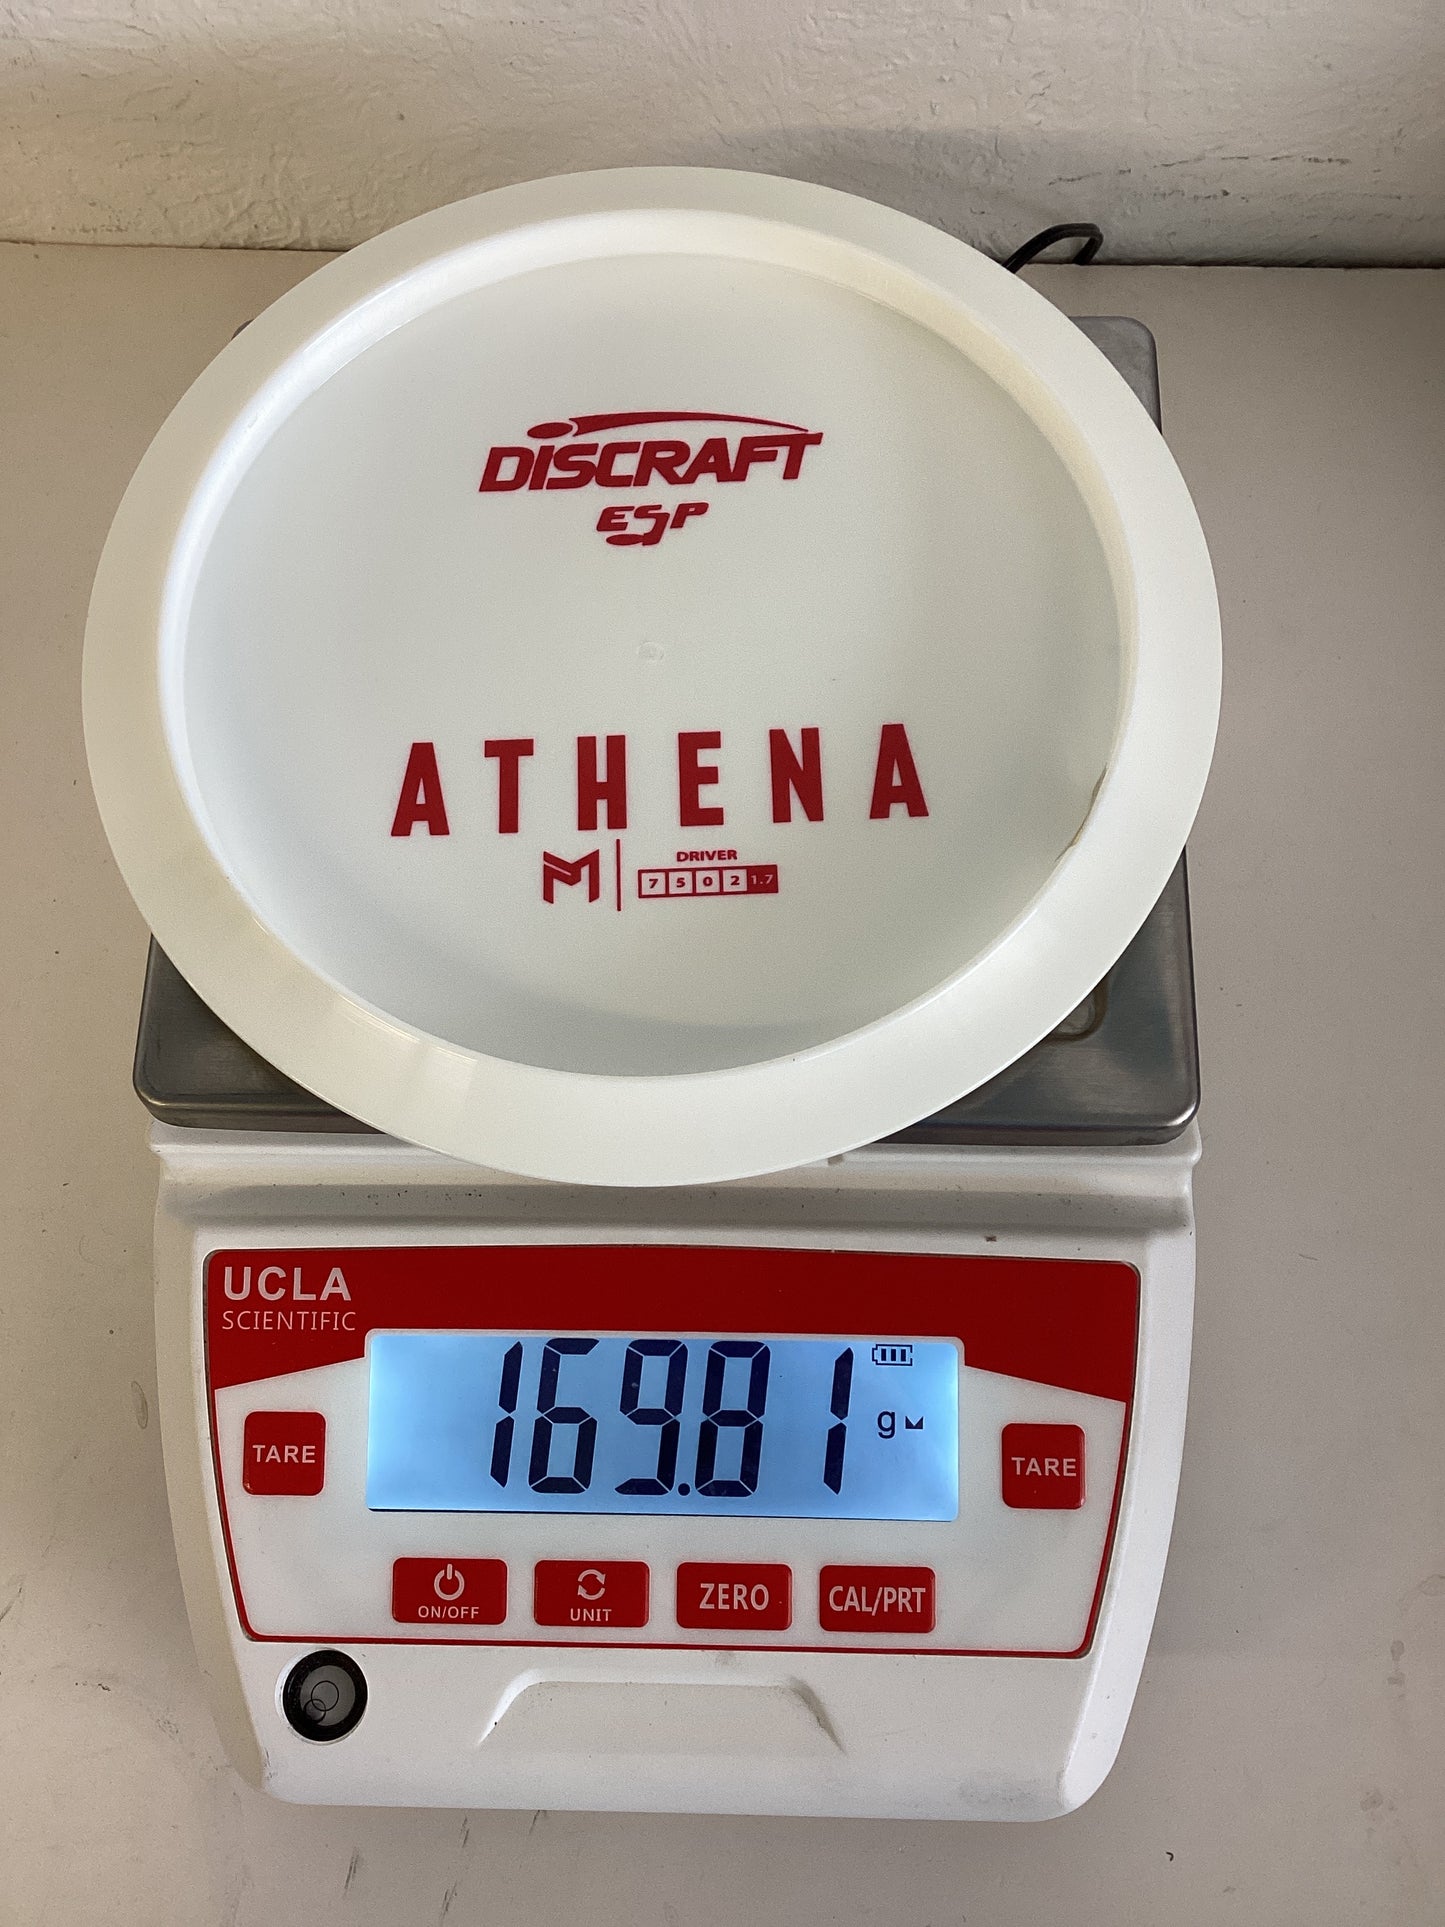 DISCRAFT
ESP
ATHENA
DRIVER
7 5 0 2 1.7
UCLA
SCIENTIFIC
169.81 g
TARE
TARE
ON/OFF
UNIT
ZERO
CAL/PRT